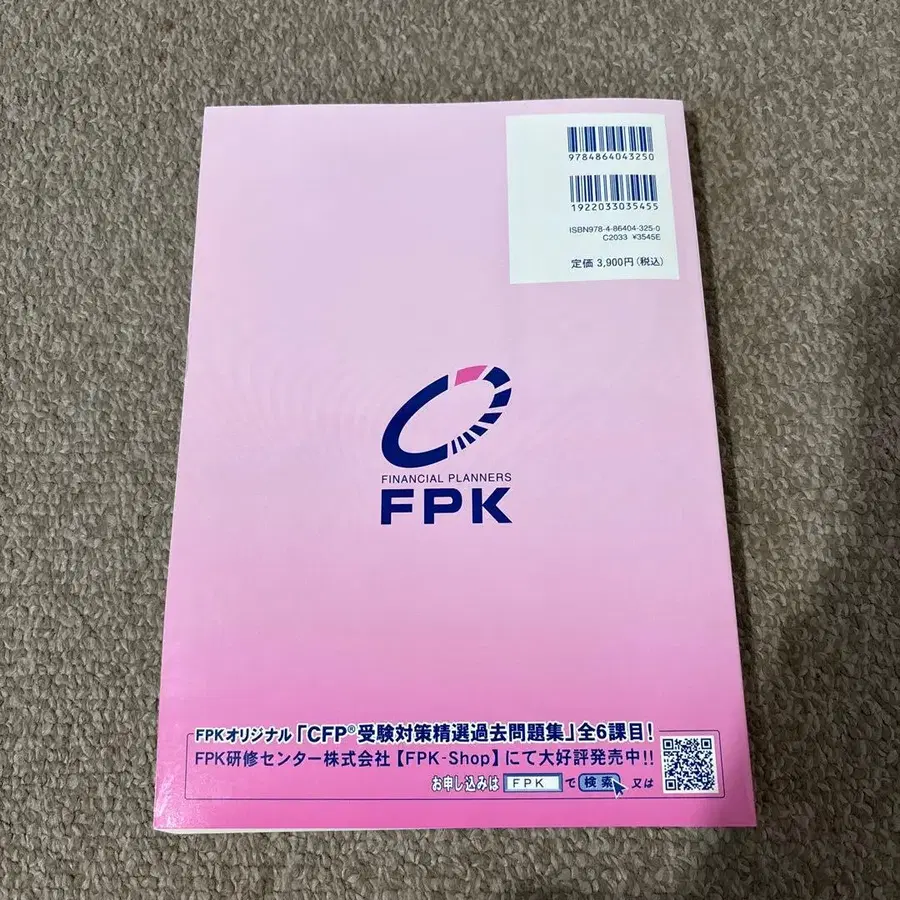 9784864043250
1922033035455
ISBN978-4-86404-325-0
C2033 ¥3545E
定価 3,900円(税込)
FINANCIAL PLANNERS
FPK
FPKオリジナル「CFP®受験対策精選過去問題集」全6課目!
FPK研修センター株式会社【FPK-Shop】にて大好評発売中!!
お申し込みは FPK で 検索 又は